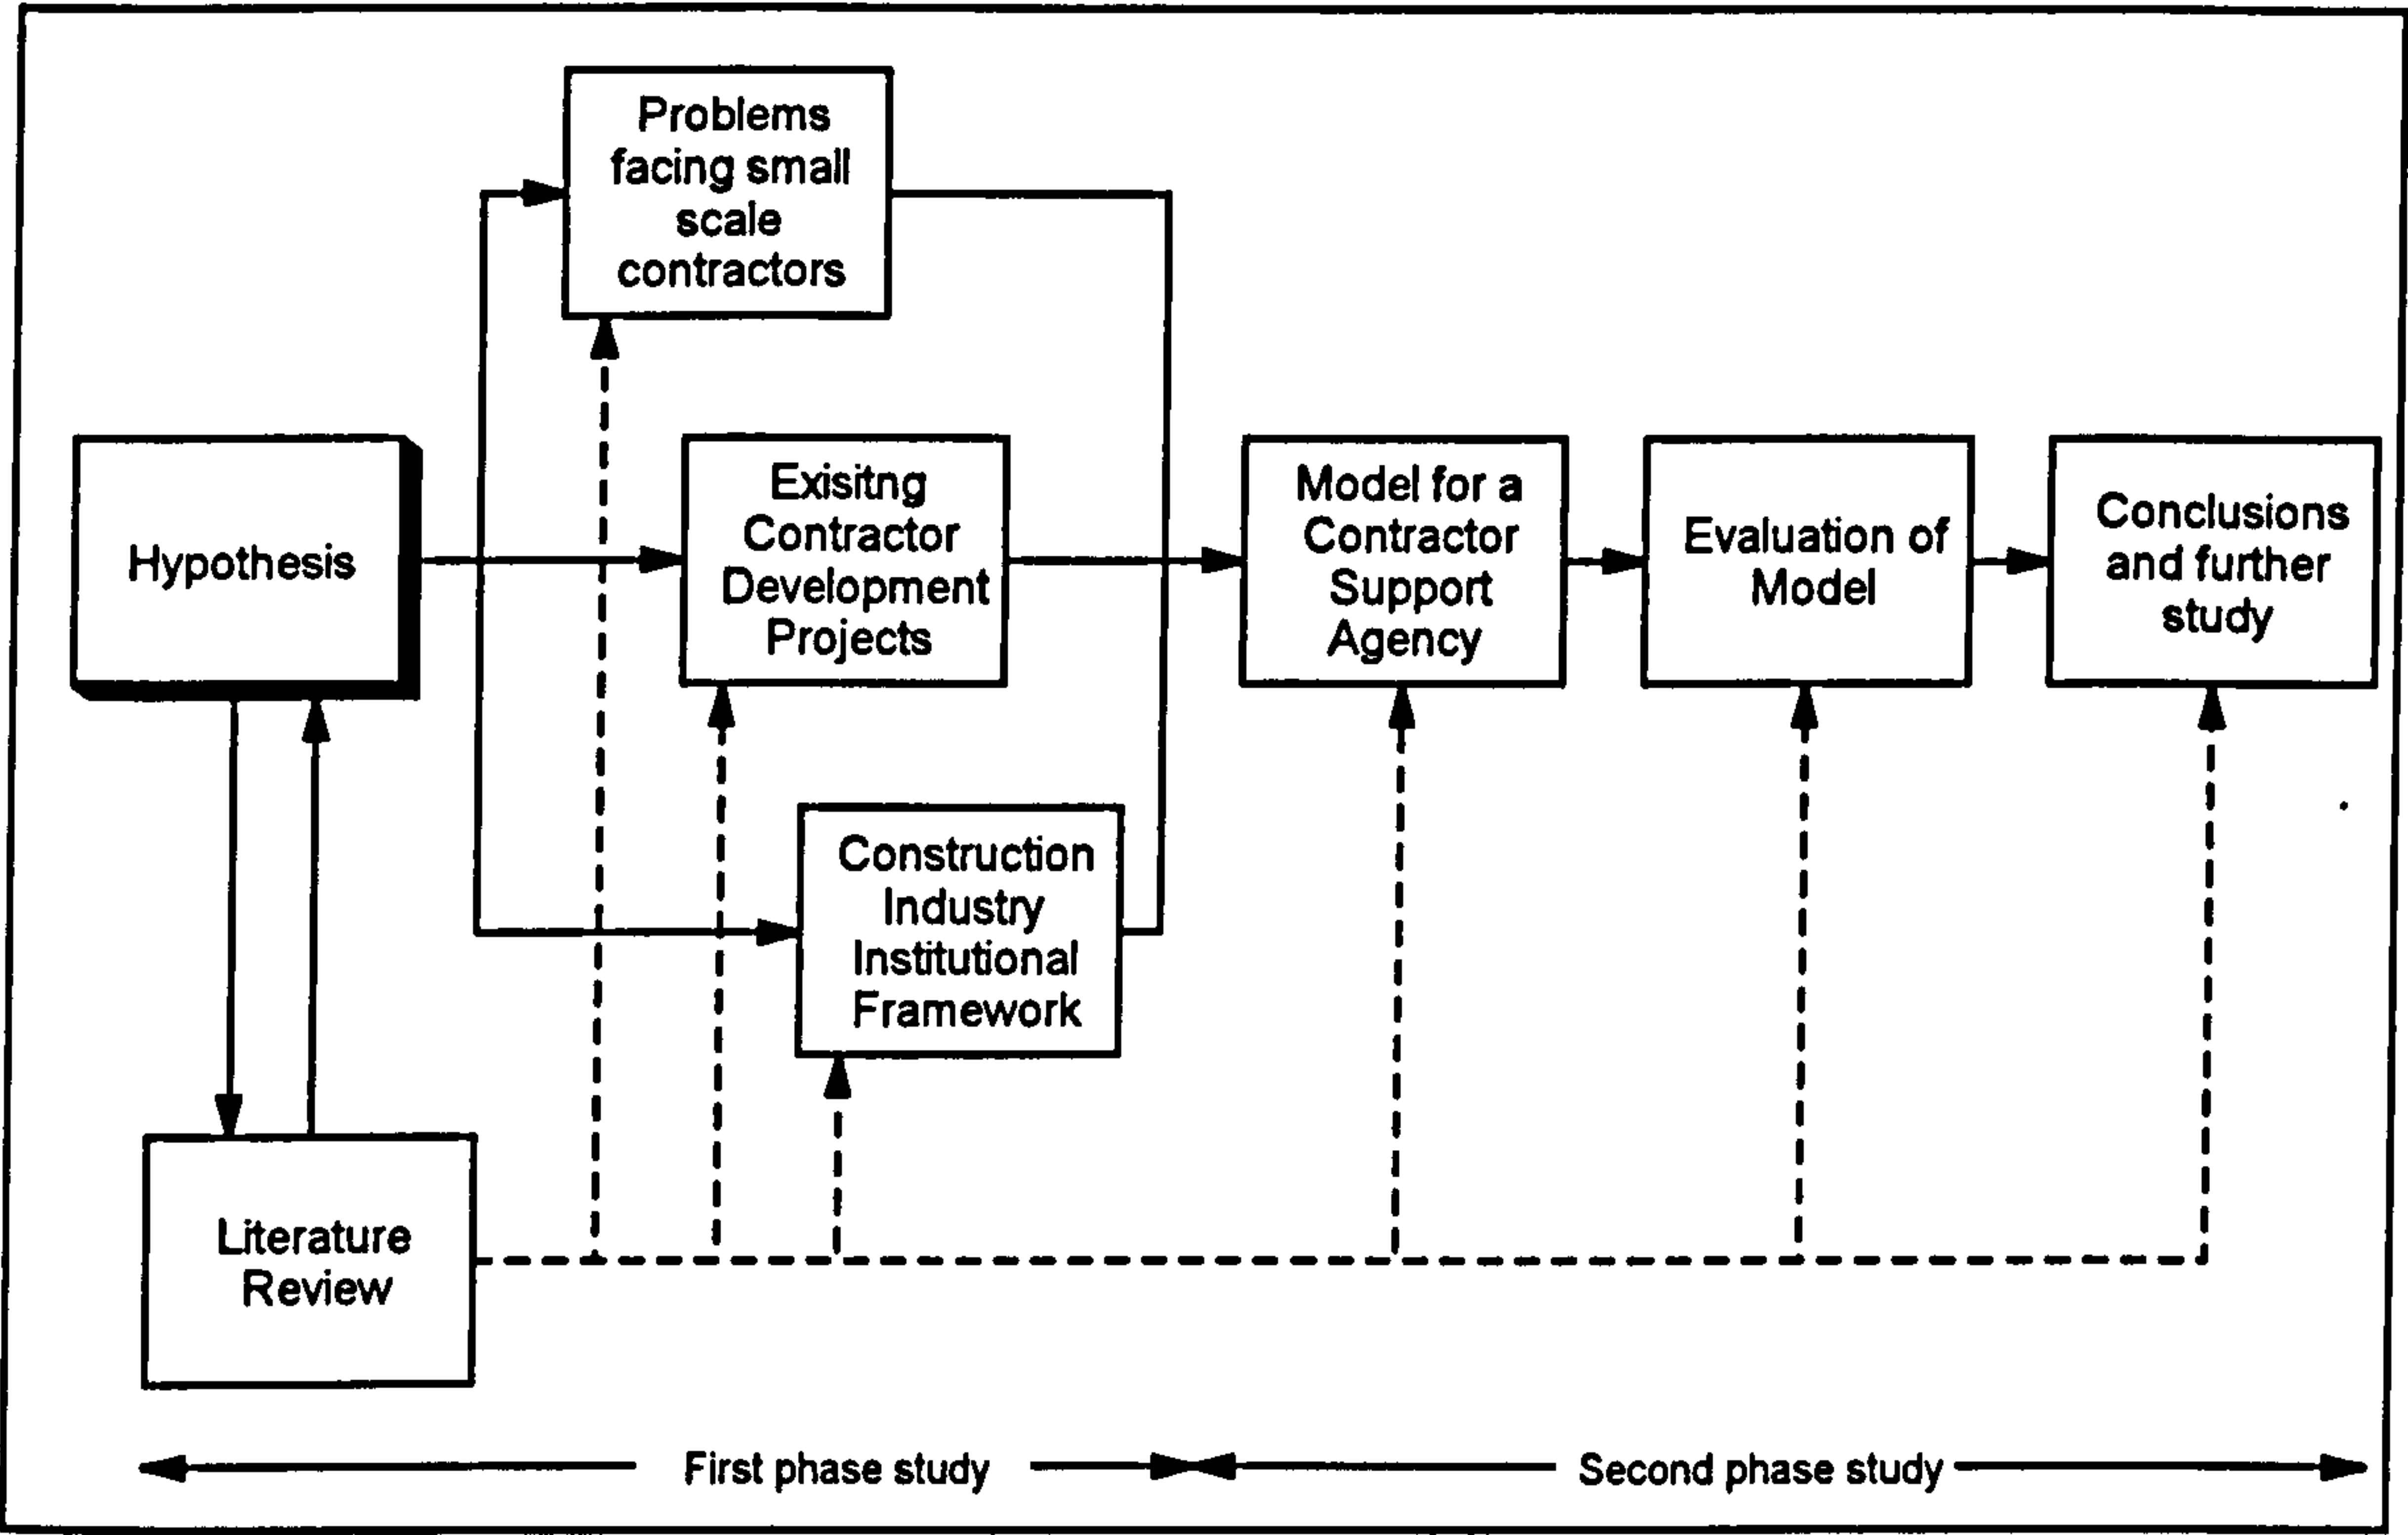 Problems
facing small
scale
contractors
Hypothesis
Exisitng
Contractor
Development
Projects
Model for a
Contractor
Support
Agency
Evaluation of
Model
Conclusions
and further
study
Construction
Industry
Institutional
Framework
Literature
Review
First phase study
Second phase study